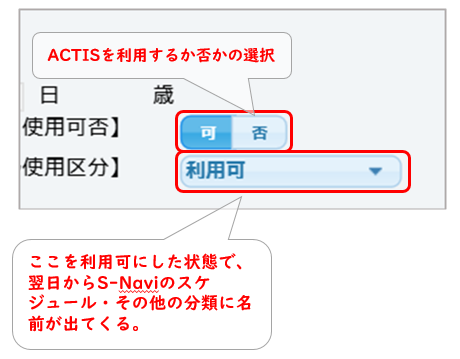 ACTISを利用するか否かの選択
日 歳
使用可否】
可 否
使用区分】
利用可
ここを利用可にした状態で、
翌日からS-Naviのスケ
ジュール・その他の分類に名
前が出てくる。